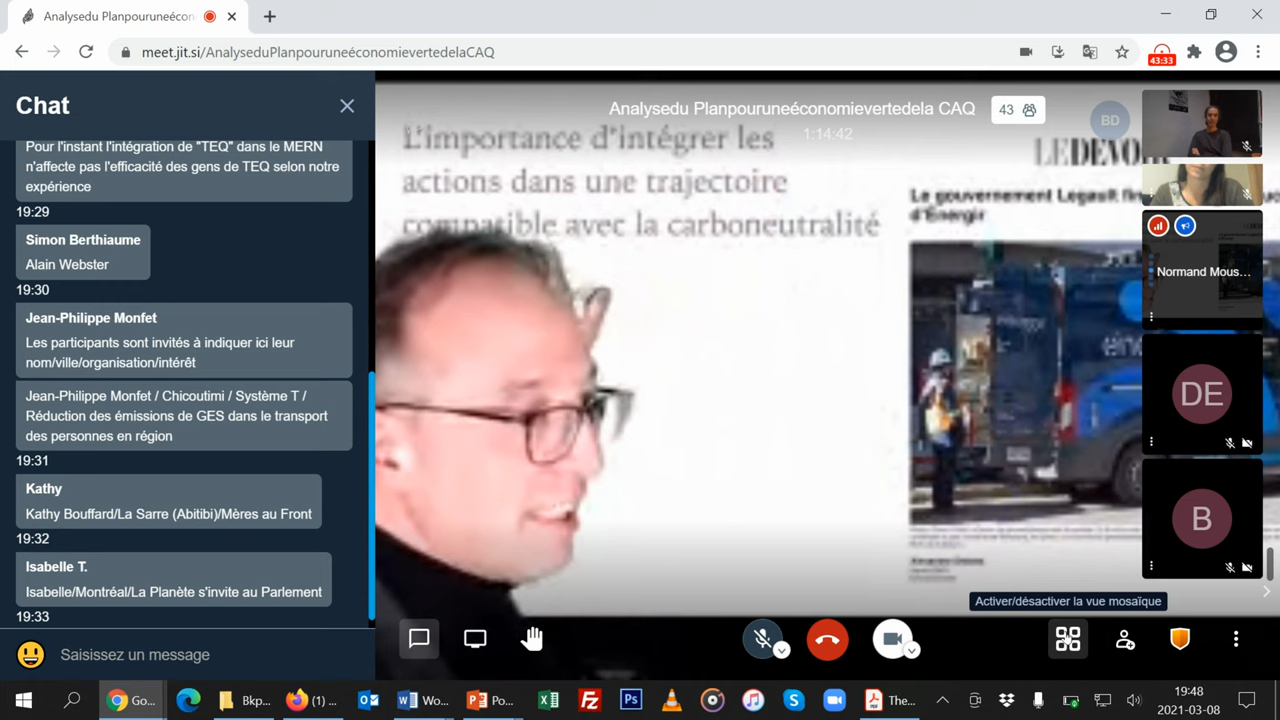 Analysedu Planpouruneécon
meet.jit.si/AnalyseduPlanpouruneéconomievertedelaCAQ
43:33
Chat
Pour l'instant l'intégration de "TEQ" dans le MERN
n'affecte pas l'efficacité des gens de TEQ selon notre
expérience
19:29
Simon Berthiaume
Alain Webster
19:30
Jean-Philippe Monfet
Les participants sont invités à indiquer ici leur
nom/ville/organisation/intérêt
Jean-Philippe Monfet / Chicoutimi / Système T /
Réduction des émissions de GES dans le transport
des personnes en région
19:31
Kathy
Kathy Bouffard/La Sarre (Abitibi)/Mères au Front
19:32
Isabelle T.
Isabelle/Montréal/La Planète s'invite au Parlement
19:33
Saisissez un message
Analysedu Planpouruneéconomievertedela CAQ
43
1:14:42
BD
L'importance d'intégrer les
actions dans une trajectoire
compatible avec la carboneutralité
LE DEVO
Le gouvernement Legault
d'Énergir
Normand Mous...
DE
B
Activer/désactiver la vue mosaïque
Go...
Bkp...
(1) ...
Wo...
Po...
The...
19:48
2021-03-08